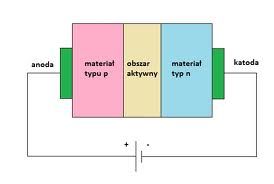 anoda
materiał
typu p
obszar
aktywny
materiał
typ n
katoda
+ -